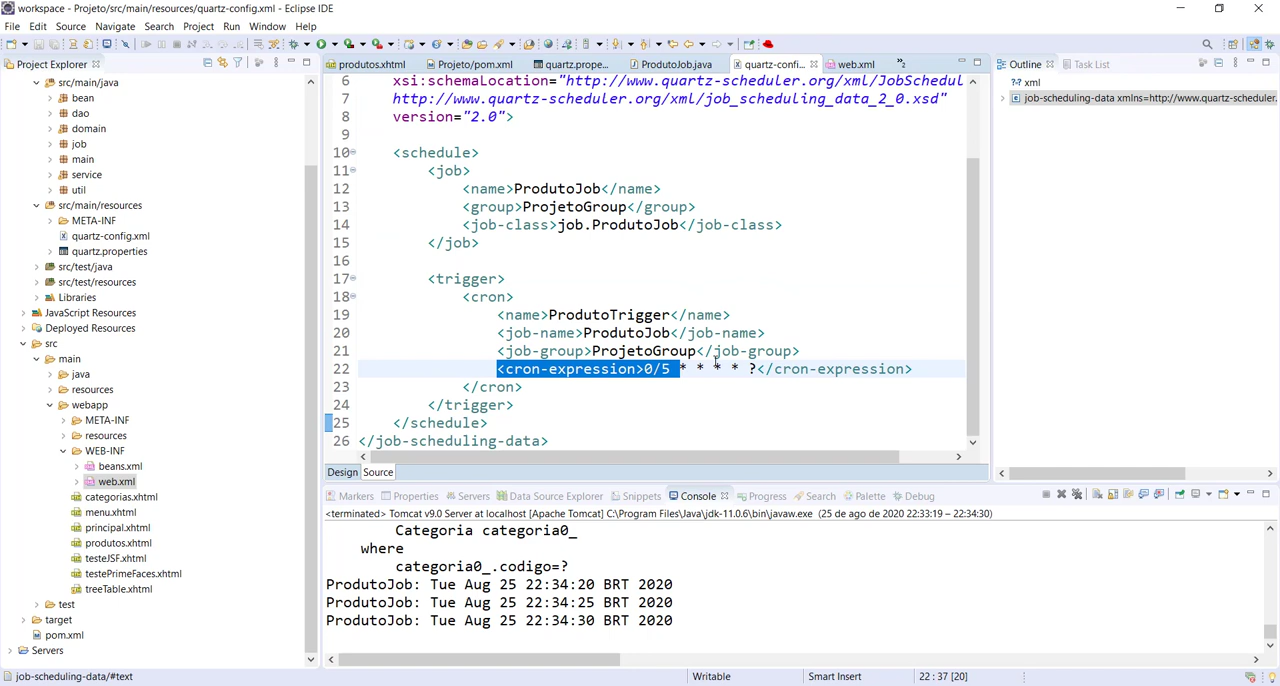 workspace - Projeto/src/main/resources/quartz-config.xml - Eclipse IDE
File Edit Source Navigate Search Project Run Window Help
Project Explorer
src/main/java
bean
dao
domain
job
main
service
util
src/main/resources
META-INF
quartz-config.xml
quartz.properties
src/test/java
src/test/resources
Libraries
JavaScript Resources
Deployed Resources
src
main
java
resources
webapp
META-INF
resources
WEB-INF
beans.xml
web.xml
categorias.xhtml
menu.xhtml
principal.xhtml
produtos.xhtml
testeJSF.xhtml
testePrimeFaces.xhtml
treeTable.xhtml
test
target
pom.xml
Servers
produtos.xhtml Projeto/pom.xml quartz.prope... ProdutoJob.java quartz-config.... web.xml »2
6 xsi:schemaLocation="http://www.quartz-scheduler.org/xml/JobSchedul
7 http://www.quartz-scheduler.org/xml/job_scheduling_data_2_0.xsd"
8 version="2.0">
9
10 <schedule>
11 <job>
12 <name>ProdutoJob</name>
13 <group>ProjetoGroup</group>
14 <job-class>job.ProdutoJob</job-class>
15 </job>
16
17 <trigger>
18 <cron>
19 <name>ProdutoTrigger</name>
20 <job-name>ProdutoJob</job-name>
21 <job-group>ProjetoGroup</job-group>
22 <cron-expression>0/5 * * * * ?</cron-expression>
23 </cron>
24 </trigger>
25 </schedule>
26 </job-scheduling-data>
Design Source
Outline Task List
xml
job-scheduling-data xmlns=http://www.quartz-scheduler.
Markers Properties Servers Data Source Explorer Snippets Console Progress Search Palette Debug
<terminated> Tomcat v9.0 Server at localhost [Apache Tomcat] C:\Program Files\Java\jdk-11.0.6\bin\javaw.exe (25 de ago de 2020 22:33:19 – 22:34:30)
Categoria categoria0_
where
categoria0_.codigo=?
ProdutoJob: Tue Aug 25 22:34:20 BRT 2020
ProdutoJob: Tue Aug 25 22:34:25 BRT 2020
ProdutoJob: Tue Aug 25 22:34:30 BRT 2020
job-scheduling-data/#text Writable Smart Insert 22 : 37 [20]